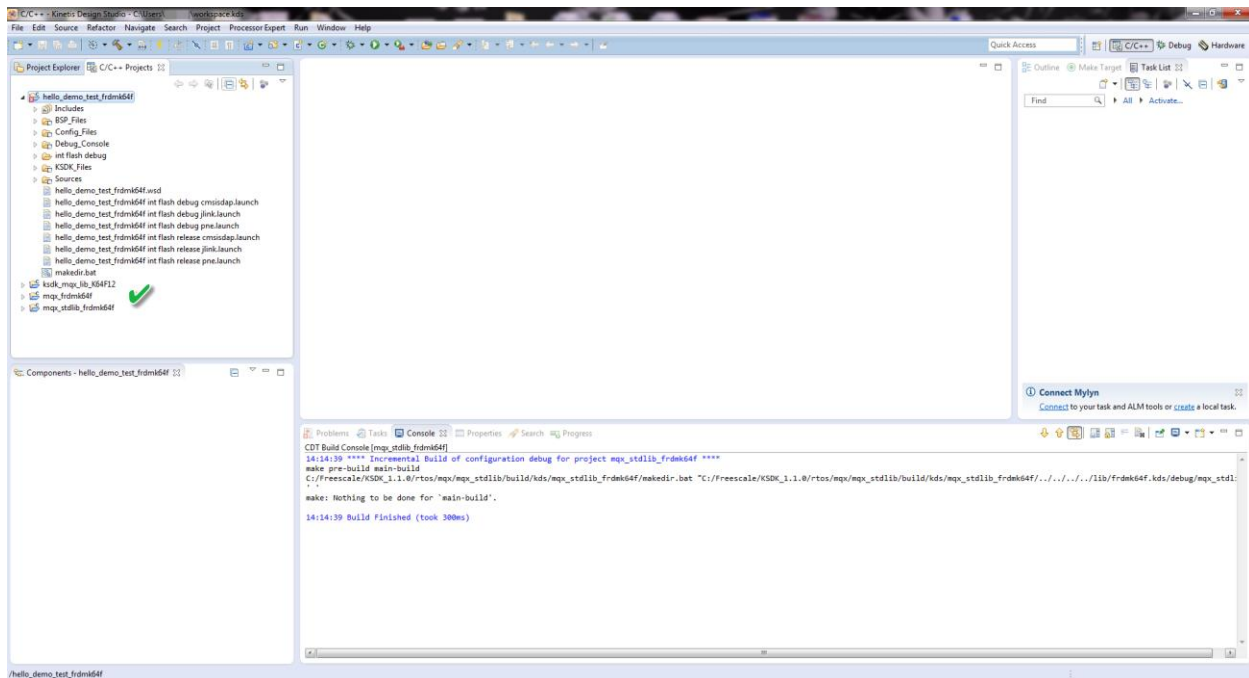 C/C++ - Kinetis Design Studio - C:\Users\ \workspace.kds
File Edit Source Refactor Navigate Search Project ProcessorExpert Run Window Help
Quick Access
C/C++
Debug
Hardware
Project Explorer
C/C++ Projects
hello_demo_test_frdmk64f
Includes
BSP_Files
Config_Files
Debug_Console
int flash debug
KSDK_Files
Sources
hello_demo_test_frdmk64f.wsd
hello_demo_test_frdmk64f int flash debug cmsisdap.launch
hello_demo_test_frdmk64f int flash debug jlink.launch
hello_demo_test_frdmk64f int flash debug pne.launch
hello_demo_test_frdmk64f int flash release cmsisdap.launch
hello_demo_test_frdmk64f int flash release jlink.launch
hello_demo_test_frdmk64f int flash release pne.launch
makedir.bat
ksdk_mqx_lib_K64F12
mqx_frdmk64f
mqx_stdlib_frdmk64f
Components - hello_demo_test_frdmk64f
Outline
Make Target
Task List
Find
All
Activate...
Connect Mylyn
Connect to your task and ALM tools or create a local task.
Problems
Tasks
Console
Properties
Search
Progress
CDT Build Console [mqx_stdlib_frdmk64f]
14:14:39 **** Incremental Build of configuration debug for project mqx_stdlib_frdmk64f ****
make pre-build main-build
C:/Freescale/KSDK_1.1.0/rtos/mqx/mqx_stdlib/build/kds/mqx_stdlib_frdmk64f/makedir.bat "C:/Freescale/KSDK_1.1.0/rtos/mqx/mqx_stdlib/build/kds/mqx_stdlib_frdmk64f/../../../../lib/frdmk64f.kds/debug/mqx_stdl
' '
make: Nothing to be done for `main-build'.
14:14:39 Build Finished (took 300ms)
/hello_demo_test_frdmk64f